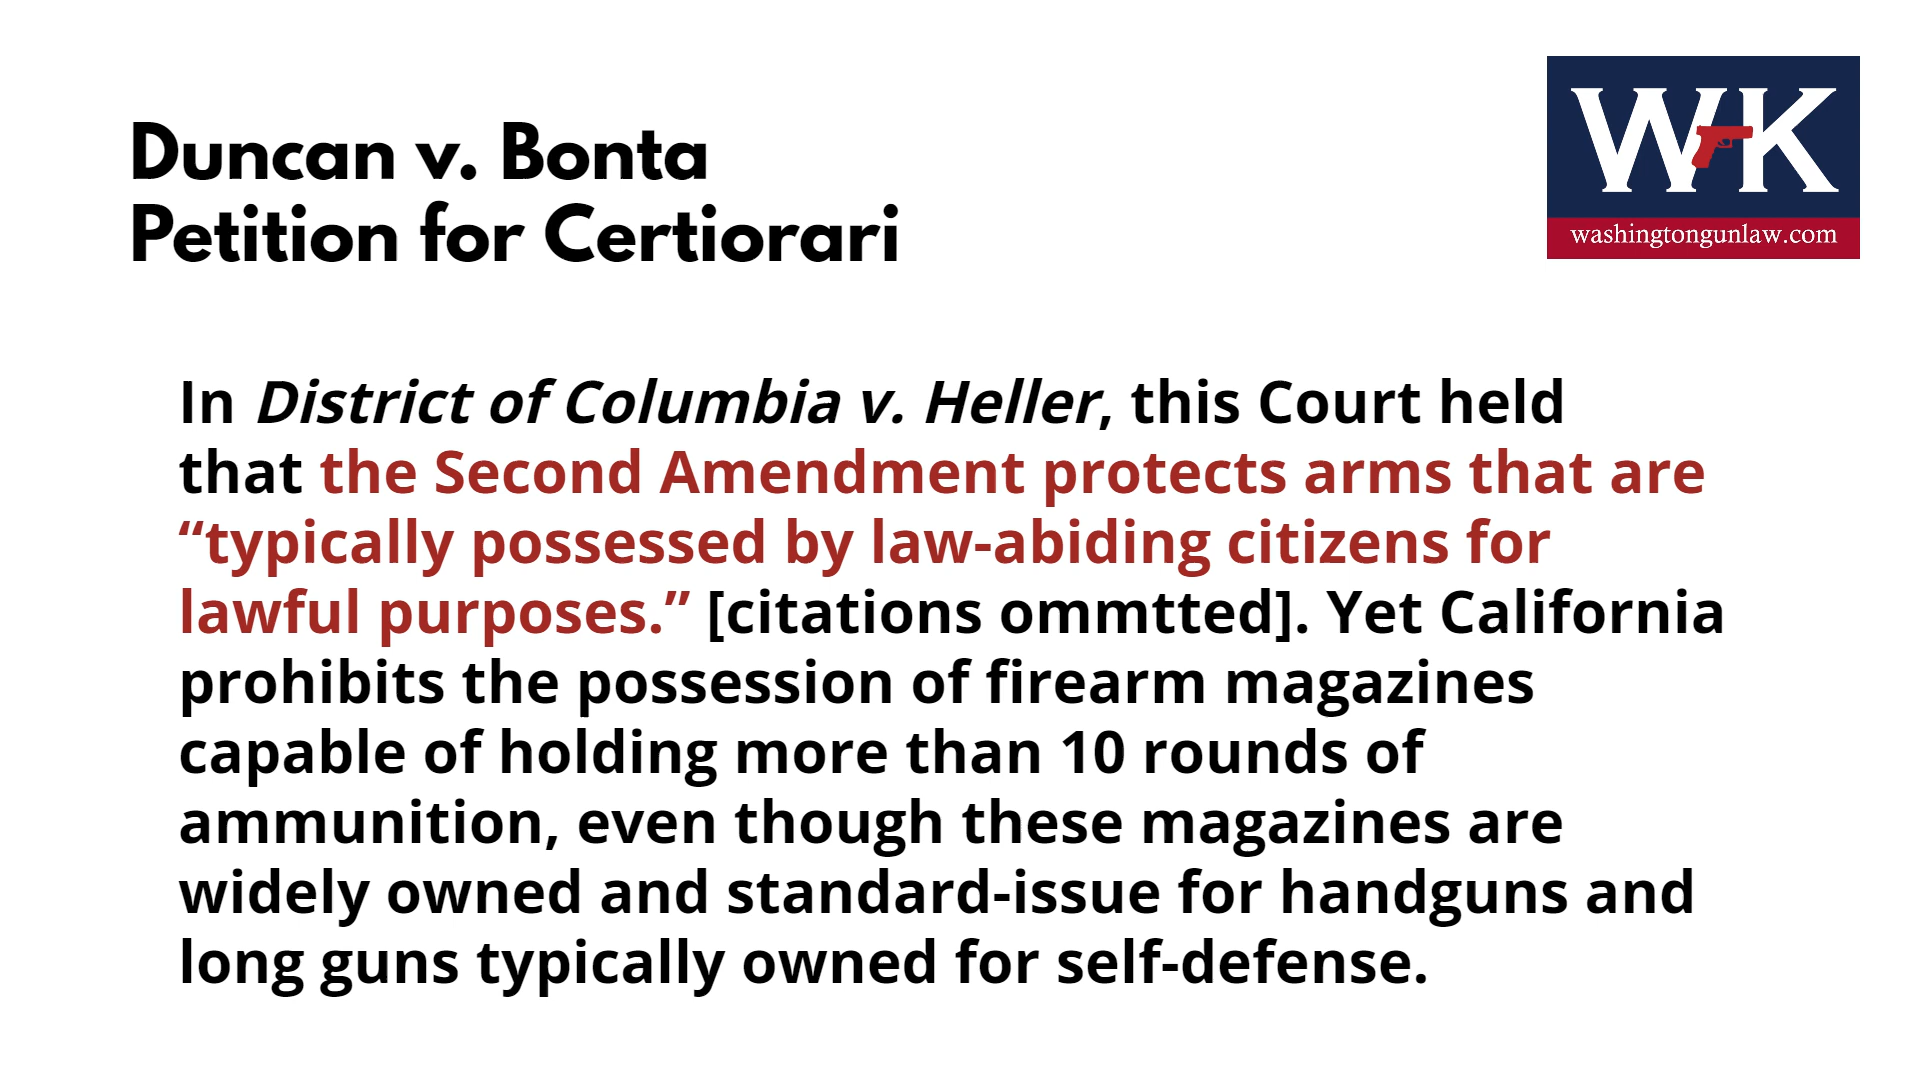 Duncan v. Bonta
Petition for Certiorari
WK
washingtongunlaw.com
In District of Columbia v. Heller, this Court held
that the Second Amendment protects arms that are
“typically possessed by law-abiding citizens for
lawful purposes.” [citations ommtted]. Yet California
prohibits the possession of firearm magazines
capable of holding more than 10 rounds of
ammunition, even though these magazines are
widely owned and standard-issue for handguns and
long guns typically owned for self-defense.